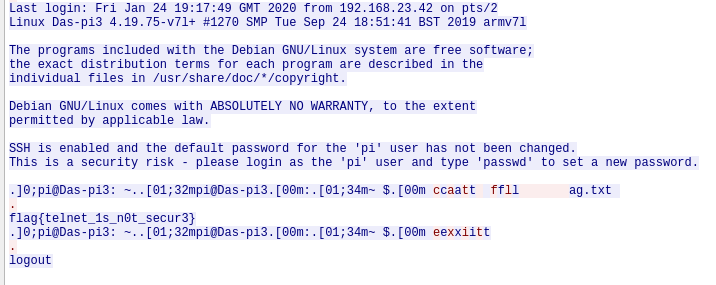 Last login: Fri Jan 24 19:17:49 GMT 2020 from 192.168.23.42 on pts/2
Linux Das-pi3 4.19.75-v7l+ #1270 SMP Tue Sep 24 18:51:41 BST 2019 armv7l
The programs included with the Debian GNU/Linux system are free software;
the exact distribution terms for each program are described in the
individual files in /usr/share/doc/*/copyright.
Debian GNU/Linux comes with ABSOLUTELY NO WARRANTY, to the extent
permitted by applicable law.
SSH is enabled and the default password for the 'pi' user has not been changed.
This is a security risk - please login as the 'pi' user and type 'passwd' to set a new password.
.]0;pi@Das-pi3: ~..[01;32mpi@Das-pi3.[00m:.[01;34m~ $.[00m ccaatt  ffll       ag.txt
.
flag{telnet_1s_n0t_secur3}
.]0;pi@Das-pi3: ~..[01;32mpi@Das-pi3.[00m:.[01;34m~ $.[00m eexxiitt
.
logout